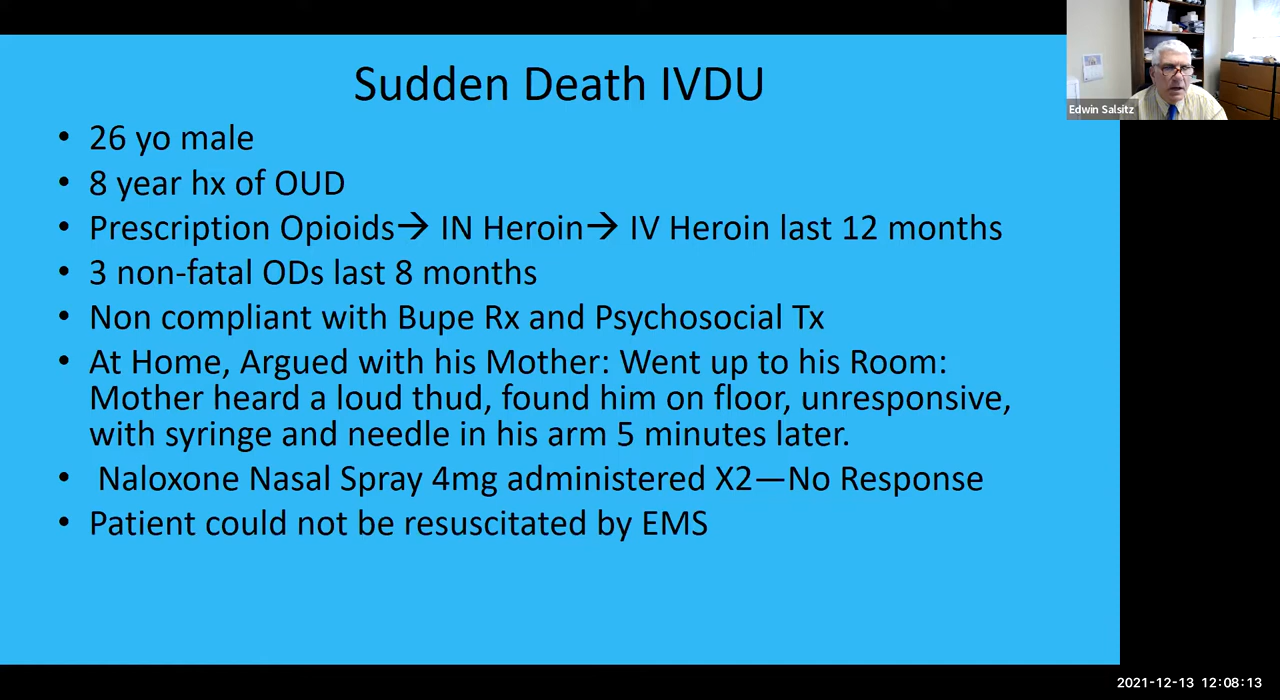 Sudden Death IVDU
• 26 yo male
• 8 year hx of OUD
• Prescription Opioids→ IN Heroin→ IV Heroin last 12 months
• 3 non-fatal ODs last 8 months
• Non compliant with Bupe Rx and Psychosocial Tx
• At Home, Argued with his Mother: Went up to his Room:
Mother heard a loud thud, found him on floor, unresponsive,
with syringe and needle in his arm 5 minutes later.
• Naloxone Nasal Spray 4mg administered X2—No Response
• Patient could not be resuscitated by EMS
Edwin Salsitz
2021-12-13 12:08:13